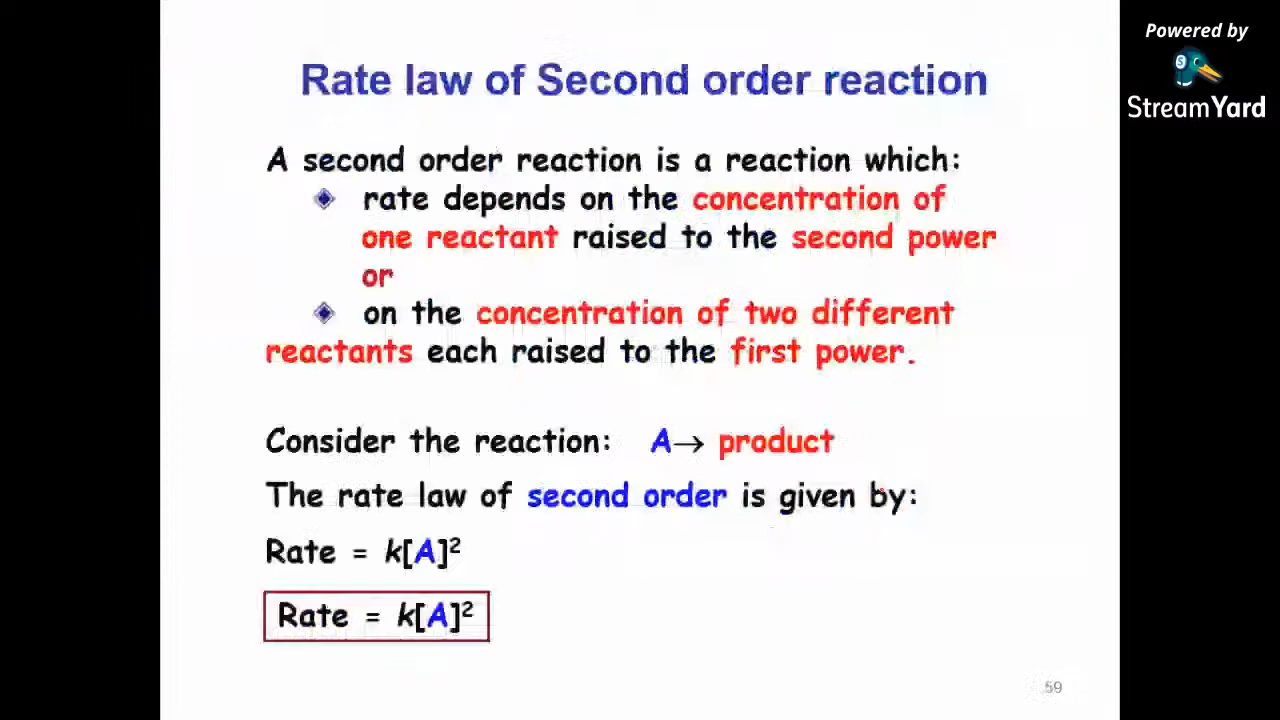 Powered by
StreamYard
Rate law of Second order reaction
A second order reaction is a reaction which:
rate depends on the concentration of
one reactant raised to the second power
or
on the concentration of two different
reactants each raised to the first power.
Consider the reaction: A→ product
The rate law of second order is given by:
Rate = k[A]²
Rate = k[A]²
59